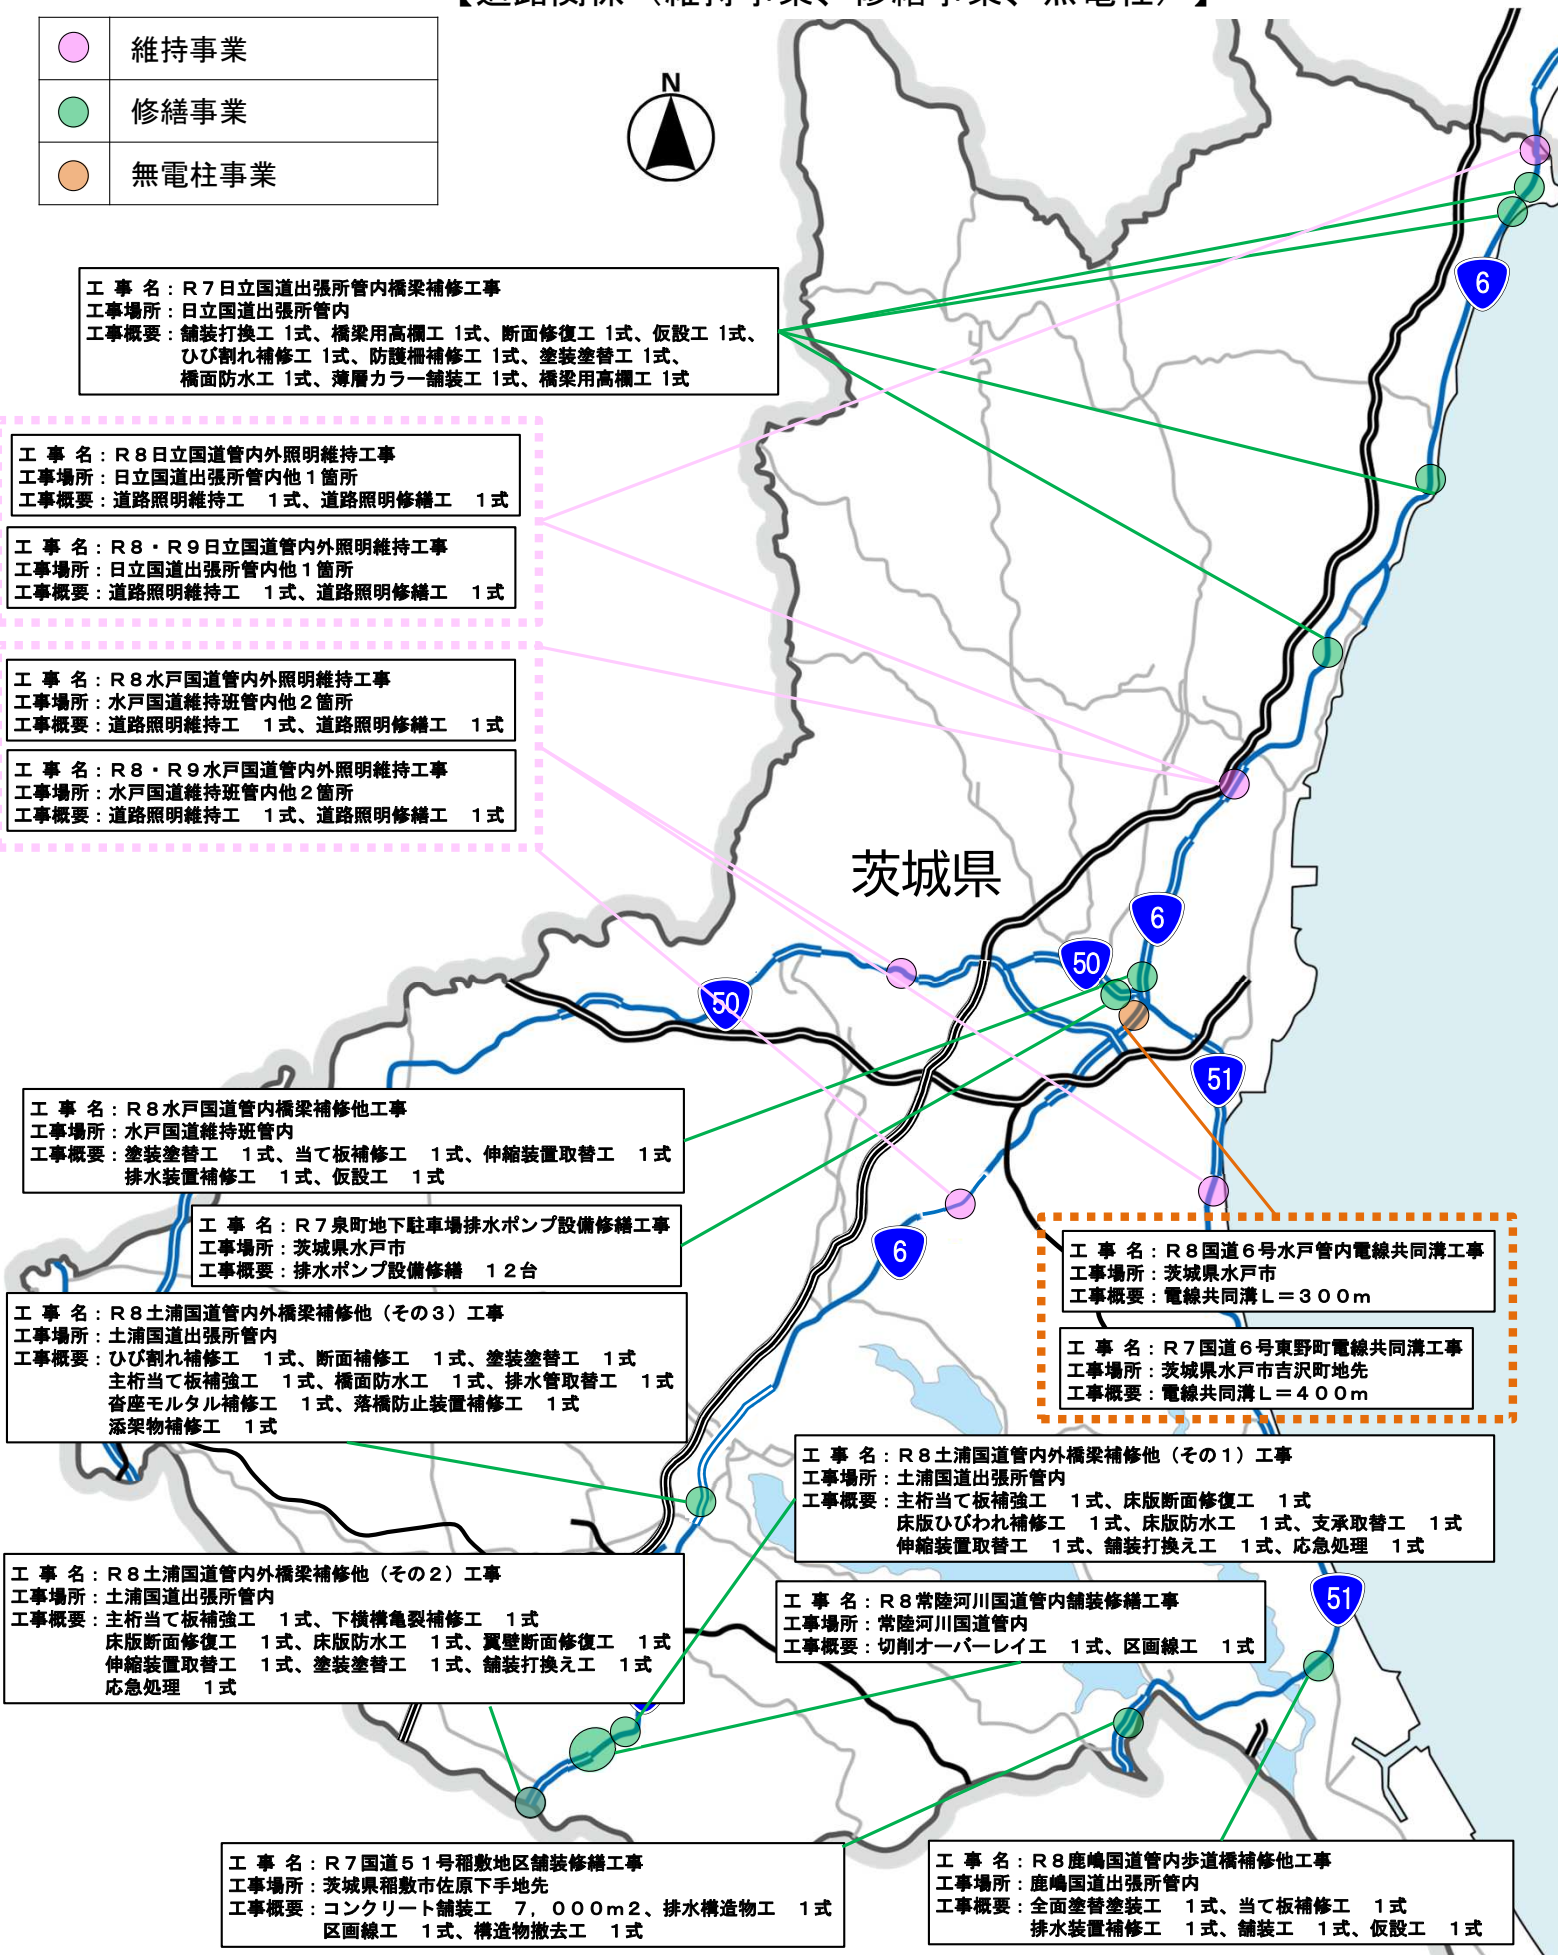 【道路関係（維持事業、修繕事業、無電柱）】
維持事業
修繕事業
無電柱事業
N
6
工 事 名：Ｒ７日立国道出張所管内橋梁補修工事
工事場所：日立国道出張所管内
工事概要：舗装打換工 1式、橋梁用高欄工 1式、断面修復工 1式、仮設工 1式、
ひび割れ補修工 1式、防護柵補修工 1式、塗装塗替工 1式、
橋面防水工 1式、薄層カラー舗装工 1式、橋梁用高欄工 1式
工 事 名：Ｒ８日立国道管内外照明維持工事
工事場所：日立国道出張所管内他１箇所
工事概要：道路照明維持工　１式、道路照明修繕工　１式
工 事 名：Ｒ８・Ｒ９日立国道管内外照明維持工事
工事場所：日立国道出張所管内他１箇所
工事概要：道路照明維持工　１式、道路照明修繕工　１式
工 事 名：Ｒ８水戸国道管内外照明維持工事
工事場所：水戸国道維持班管内他２箇所
工事概要：道路照明維持工　１式、道路照明修繕工　１式
工 事 名：Ｒ８・Ｒ９水戸国道管内外照明維持工事
工事場所：水戸国道維持班管内他２箇所
工事概要：道路照明維持工　１式、道路照明修繕工　１式
茨城県
6
50
50
51
工 事 名：Ｒ８水戸国道管内橋梁補修他工事
工事場所：水戸国道維持班管内
工事概要：塗装塗替工　１式、当て板補修工　１式、伸縮装置取替工　１式
排水装置補修工　１式、仮設工　１式
工 事 名：Ｒ７泉町地下駐車場排水ポンプ設備修繕工事
工事場所：茨城県水戸市
工事概要：排水ポンプ設備修繕　１２台
6
工 事 名：Ｒ８国道６号水戸管内電線共同溝工事
工事場所：茨城県水戸市
工事概要：電線共同溝Ｌ＝３００ｍ
工 事 名：Ｒ７国道６号東野町電線共同溝工事
工事場所：茨城県水戸市吉沢町地先
工事概要：電線共同溝Ｌ＝４００ｍ
工 事 名：Ｒ８土浦国道管内外橋梁補修他（その３）工事
工事場所：土浦国道出張所管内
工事概要：ひび割れ補修工　１式、断面補修工　１式、塗装塗替工　１式
主桁当て板補強工　１式、橋面防水工　１式、排水管取替工　１式
沓座モルタル補修工　１式、落橋防止装置補修工　１式
添架物補修工　１式
工 事 名：Ｒ８土浦国道管内外橋梁補修他（その１）工事
工事場所：土浦国道出張所管内
工事概要：主桁当て板補強工　１式、床版断面修復工　１式
床版ひびわれ補修工　１式、床版防水工　１式、支承取替工　１式
伸縮装置取替工　１式、舗装打換え工　１式、応急処理　１式
工 事 名：Ｒ８土浦国道管内外橋梁補修他（その２）工事
工事場所：土浦国道出張所管内
工事概要：主桁当て板補強工　１式、下横構亀裂補修工　１式
床版断面修復工　１式、床版防水工　１式、翼壁断面修復工　１式
伸縮装置取替工　１式、塗装塗替工　１式、舗装打換え工　１式
応急処理　１式
工 事 名：Ｒ８常陸河川国道管内舗装修繕工事
工事場所：常陸河川国道管内
工事概要：切削オーバーレイ工　１式、区画線工　１式
51
工 事 名：Ｒ７国道５１号稲敷地区舗装修繕工事
工事場所：茨城県稲敷市佐原下手地先
工事概要：コンクリート舗装工　７，０００ｍ２、排水構造物工　１式
区画線工　１式、構造物撤去工　１式
工 事 名：Ｒ８鹿嶋国道管内歩道橋補修他工事
工事場所：鹿嶋国道出張所管内
工事概要：全面塗替塗装工　１式、当て板補修工　１式
排水装置補修工　１式、舗装工　１式、仮設工　１式